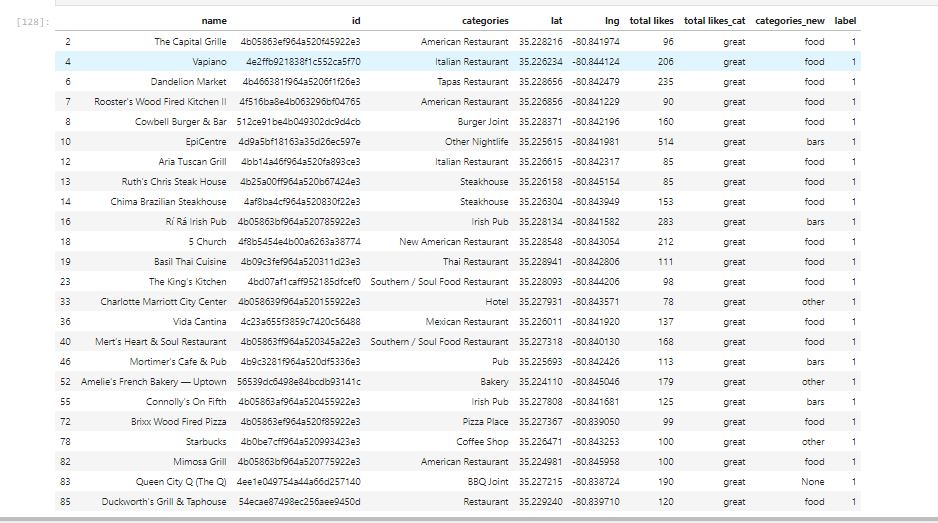 [128]:
name id categories lat lng total likes total likes_cat categories_new label
2 The Capital Grille 4b05863ef964a520f45922e3 American Restaurant 35.228216 -80.841974 96 great food 1
4 Vapiano 4e2ffb921838f1c552ca5f70 Italian Restaurant 35.226234 -80.844124 206 great food 1
6 Dandelion Market 4b466381f964a5206f1f26e3 Tapas Restaurant 35.228656 -80.842479 235 great food 1
7 Rooster's Wood Fired Kitchen II 4f516ba8e4b063296bf04765 American Restaurant 35.226856 -80.841229 90 great food 1
8 Cowbell Burger & Bar 512ce91be4b049302dc9d4cb Burger Joint 35.228371 -80.842196 160 great food 1
10 EpiCentre 4d9a5bf18163a35d26ec597e Other Nightlife 35.225615 -80.841981 514 great bars 1
12 Aria Tuscan Grill 4bb14a46f964a520fa893ce3 Italian Restaurant 35.226615 -80.842317 85 great food 1
13 Ruth's Chris Steak House 4b25a00ff964a520b67424e3 Steakhouse 35.226158 -80.845154 85 great food 1
14 Chima Brazilian Steakhouse 4af8ba4cf964a520830f22e3 Steakhouse 35.226304 -80.843949 153 great food 1
16 Rí Rá Irish Pub 4b05863bf964a520785922e3 Irish Pub 35.228134 -80.841582 283 great bars 1
18 5 Church 4f8b5454e4b00a6263a38774 New American Restaurant 35.228548 -80.843054 212 great food 1
19 Basil Thai Cuisine 4b09c3fef964a520311d23e3 Thai Restaurant 35.228941 -80.842806 111 great food 1
23 The King's Kitchen 4bd07af1caff952185dfcef0 Southern / Soul Food Restaurant 35.228093 -80.844206 98 great food 1
33 Charlotte Marriott City Center 4b058639f964a520155922e3 Hotel 35.227931 -80.843571 78 great other 1
36 Vida Cantina 4c23a655f3859c7420c56488 Mexican Restaurant 35.226011 -80.841920 137 great food 1
40 Mert's Heart & Soul Restaurant 4b05863ff964a520345a22e3 Southern / Soul Food Restaurant 35.227318 -80.840130 168 great food 1
46 Mortimer's Cafe & Pub 4b9c3281f964a520df5336e3 Pub 35.225693 -80.842426 113 great bars 1
52 Amelie's French Bakery — Uptown 56539dc6498e84bcdb93141c Bakery 35.224110 -80.845046 179 great other 1
55 Connolly's On Fifth 4b05863af964a520455922e3 Irish Pub 35.227808 -80.841681 125 great bars 1
72 Brixx Wood Fired Pizza 4b05863ef964a520f85922e3 Pizza Place 35.227367 -80.839050 99 great food 1
78 Starbucks 4b0be7cff964a520993423e3 Coffee Shop 35.226471 -80.843253 100 great other 1
82 Mimosa Grill 4b05863bf964a520775922e3 American Restaurant 35.224981 -80.845958 100 great food 1
83 Queen City Q (The Q) 4ee1e049754a44a66d257140 BBQ Joint 35.227215 -80.838724 190 great None 1
85 Duckworth's Grill & Taphouse 54ecae87498ec256aee9450d Restaurant 35.229240 -80.839710 120 great food 1